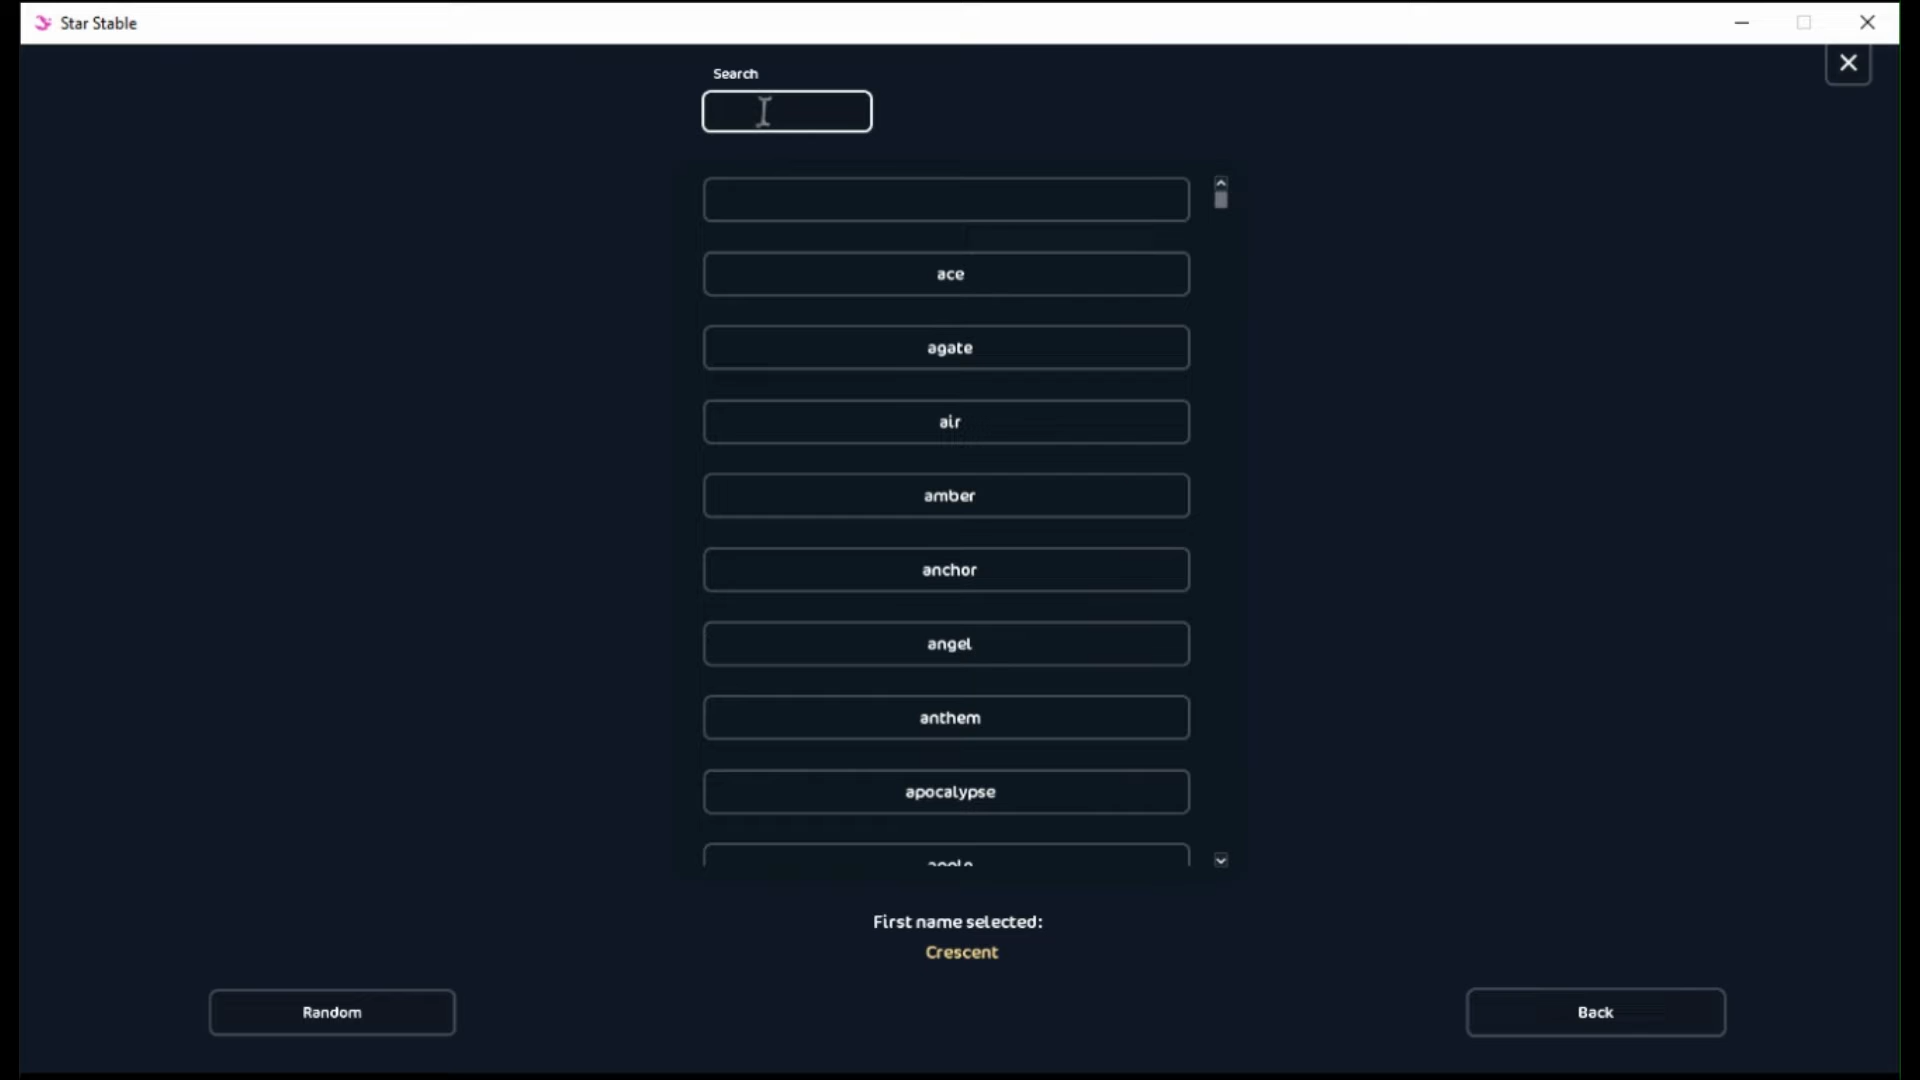 Star Stable
Search
ace
agate
air
amber
anchor
angel
anthem
apocalypse
First name selected:
Crescent
Random
Back